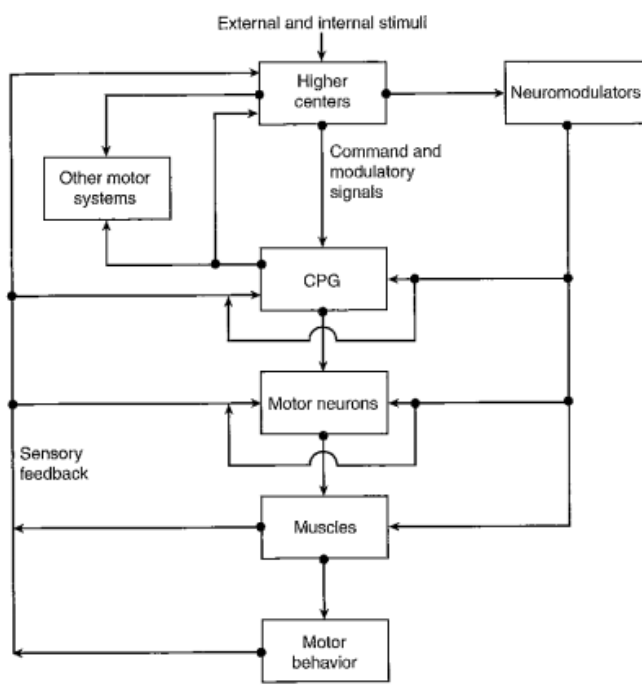 External and internal stimuli
Higher
centers
Neuromodulators
Command and
modulatory
signals
Other motor
systems
CPG
Motor neurons
Sensory
feedback
Muscles
Motor
behavior